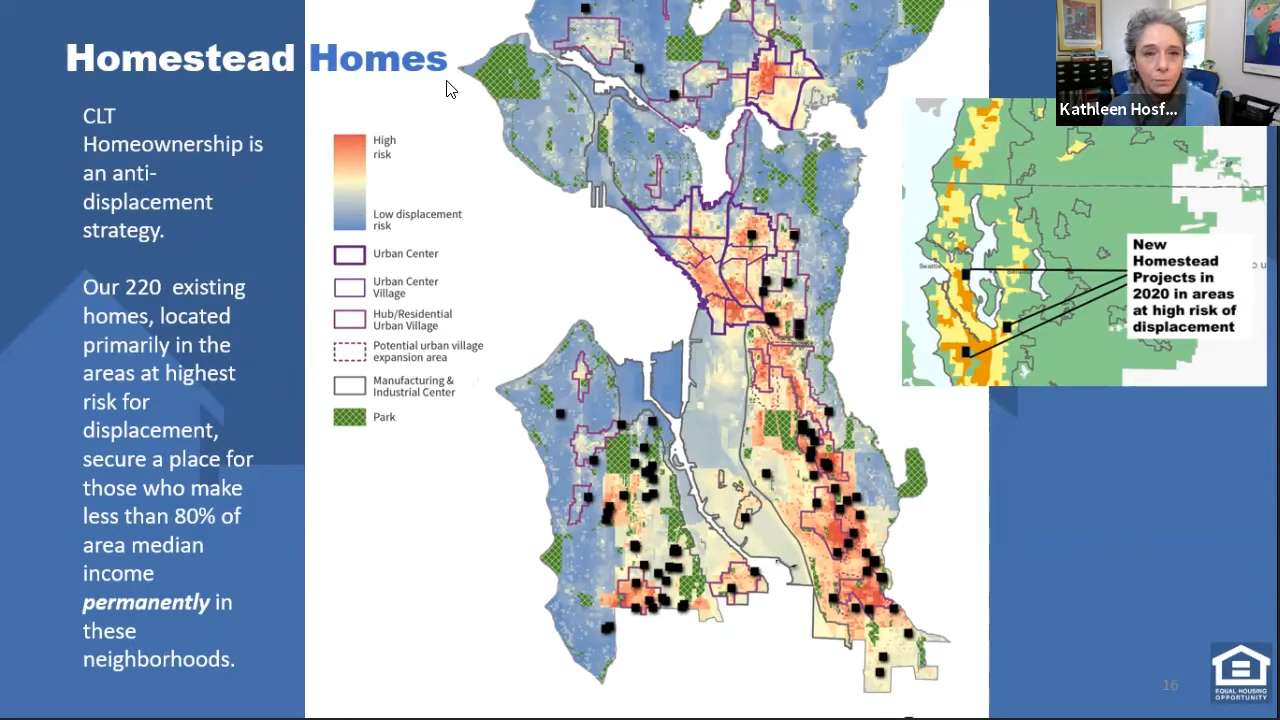 Homestead Homes
CLT
Homeownership is
an anti-
displacement
strategy.
Our 220 existing
homes, located
primarily in the
areas at highest
risk for
displacement,
secure a place for
those who make
less than 80% of
area median
income
permanently in
these
neighborhoods.
High
risk
Low displacement
risk
Urban Center
Urban Center
Village
Hub/Residential
Urban Village
Potential urban village
expansion area
Manufacturing &
Industrial Center
Park
Kathleen Hosf...
Seattle
New
Homestead
Projects in
2020 in areas
at high risk of
displacement
16
EQUAL HOUSING
OPPORTUNITY